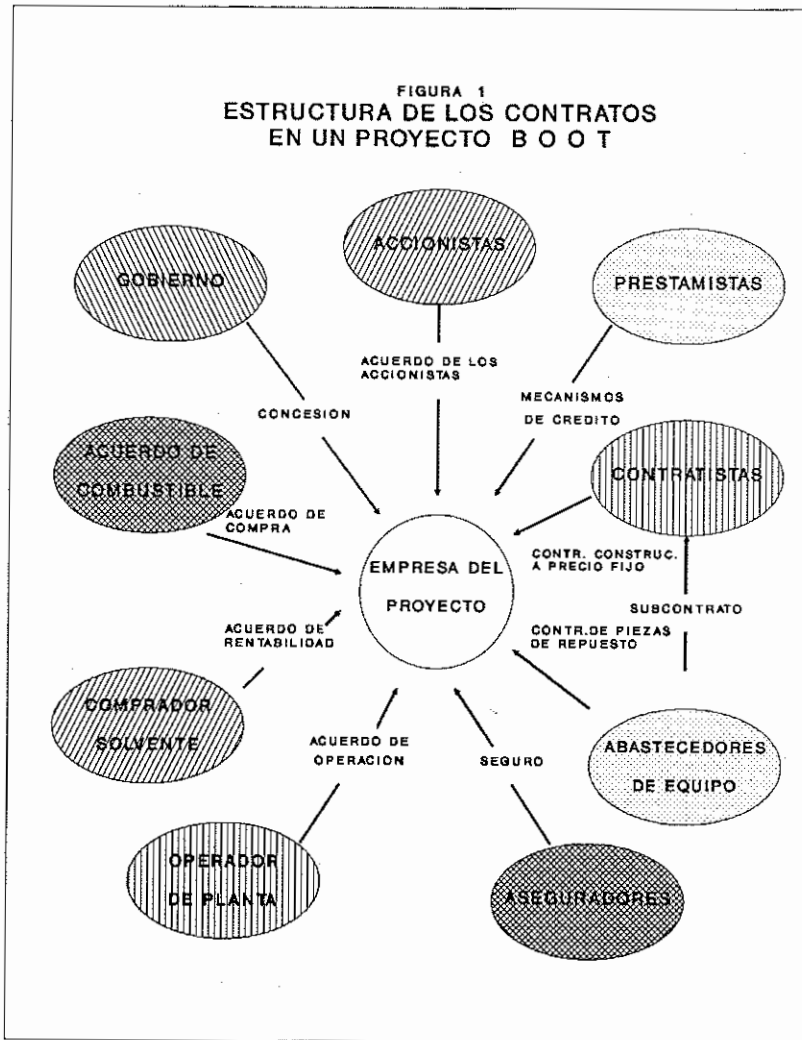 FIGURA 1
ESTRUCTURA DE LOS CONTRATOS
EN UN PROYECTO B O O T
ACCIONISTAS
GOBIERNO
PRESTAMISTAS
ACUERDO DE LOS
ACCIONISTAS
MECANISMOS
DE CREDITO
CONCESION
ACUERDO DE
COMBUSTIBLE
CONTRATISTAS
ACUERDO DE
COMPRA
CONTR. CONSTRUC.
A PRECIO FIJO
EMPRESA DEL
PROYECTO
SUBCONTRATO
ACUERDO DE
RENTABILIDAD
CONTR.DE PIEZAS
DE REPUESTO
COMPRADOR
SOLVENTE
ACUERDO DE
OPERACION
SEGURO
ABASTECEDORES
DE EQUIPO
OPERADOR
DE PLANTA
ASEGURADORES